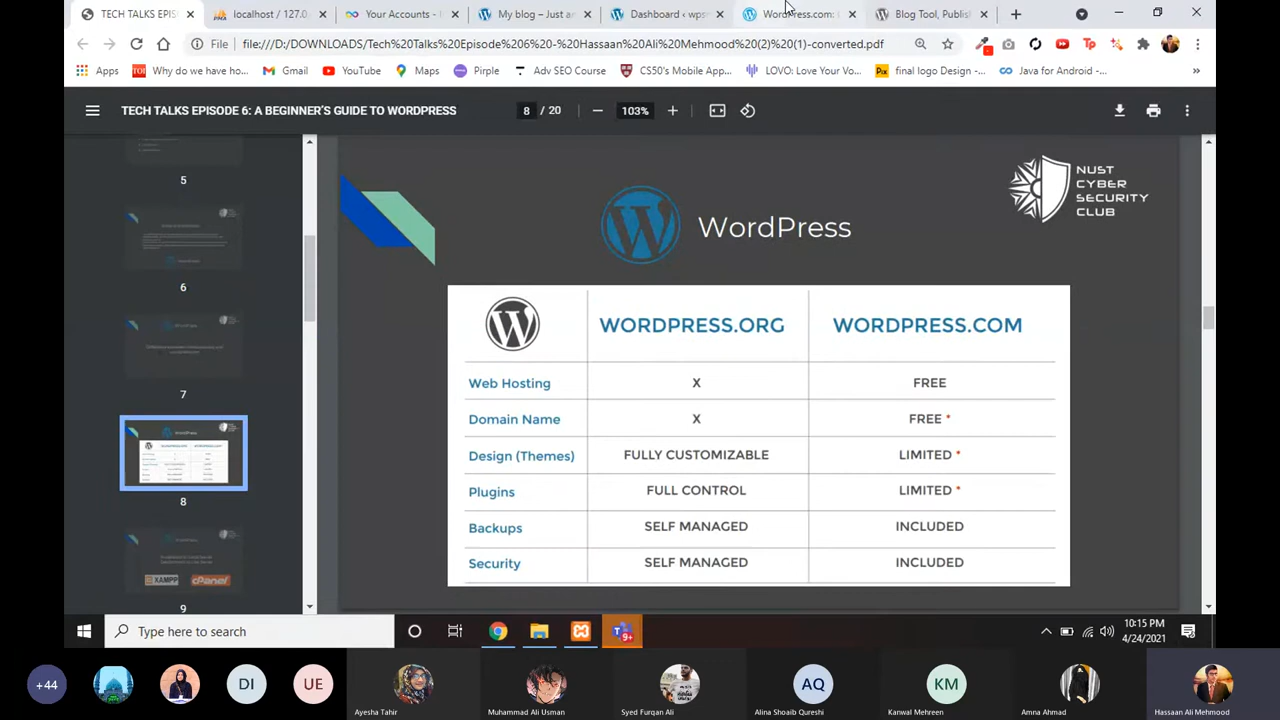 TECH TALKS EPIS
localhost / 127.0
Your Accounts -
My blog – Just a
Dashboard ‹ wps
WordPress.com:
Blog Tool, Publis
File file:///D:/DOWNLOADS/Tech%20Talks%20Episode%206%20-%20Hassaan%20Ali%20Mehmood%20(2)%20(1)-converted.pdf
Apps
Why do we have ho...
Gmail
YouTube
Maps
Pirple
Adv SEO Course
CS50's Mobile App...
LOVO: Love Your Vo...
final logo Design -...
Java for Android -...
»
TECH TALKS EPISODE 6: A BEGINNER'S GUIDE TO WORDPRESS
8 / 20
103%
5
6
7
8
XAMPP cPanel
9
NUST
CYBER
SECURITY
CLUB
WordPress
WORDPRESS.ORG WORDPRESS.COM
Web Hosting X FREE
Domain Name X FREE *
Design (Themes) FULLY CUSTOMIZABLE LIMITED *
Plugins FULL CONTROL LIMITED *
Backups SELF MANAGED INCLUDED
Security SELF MANAGED INCLUDED
Type here to search
9+
10:15 PM
4/24/2021
+44
DI
UE
AQ
KM
Ayesha Tahir
Muhammad Ali Usman
Syed Furqan Ali
Alina Shoaib Qureshi
Kanwal Mehreen
Amna Ahmad
Hassaan Ali Mehmood